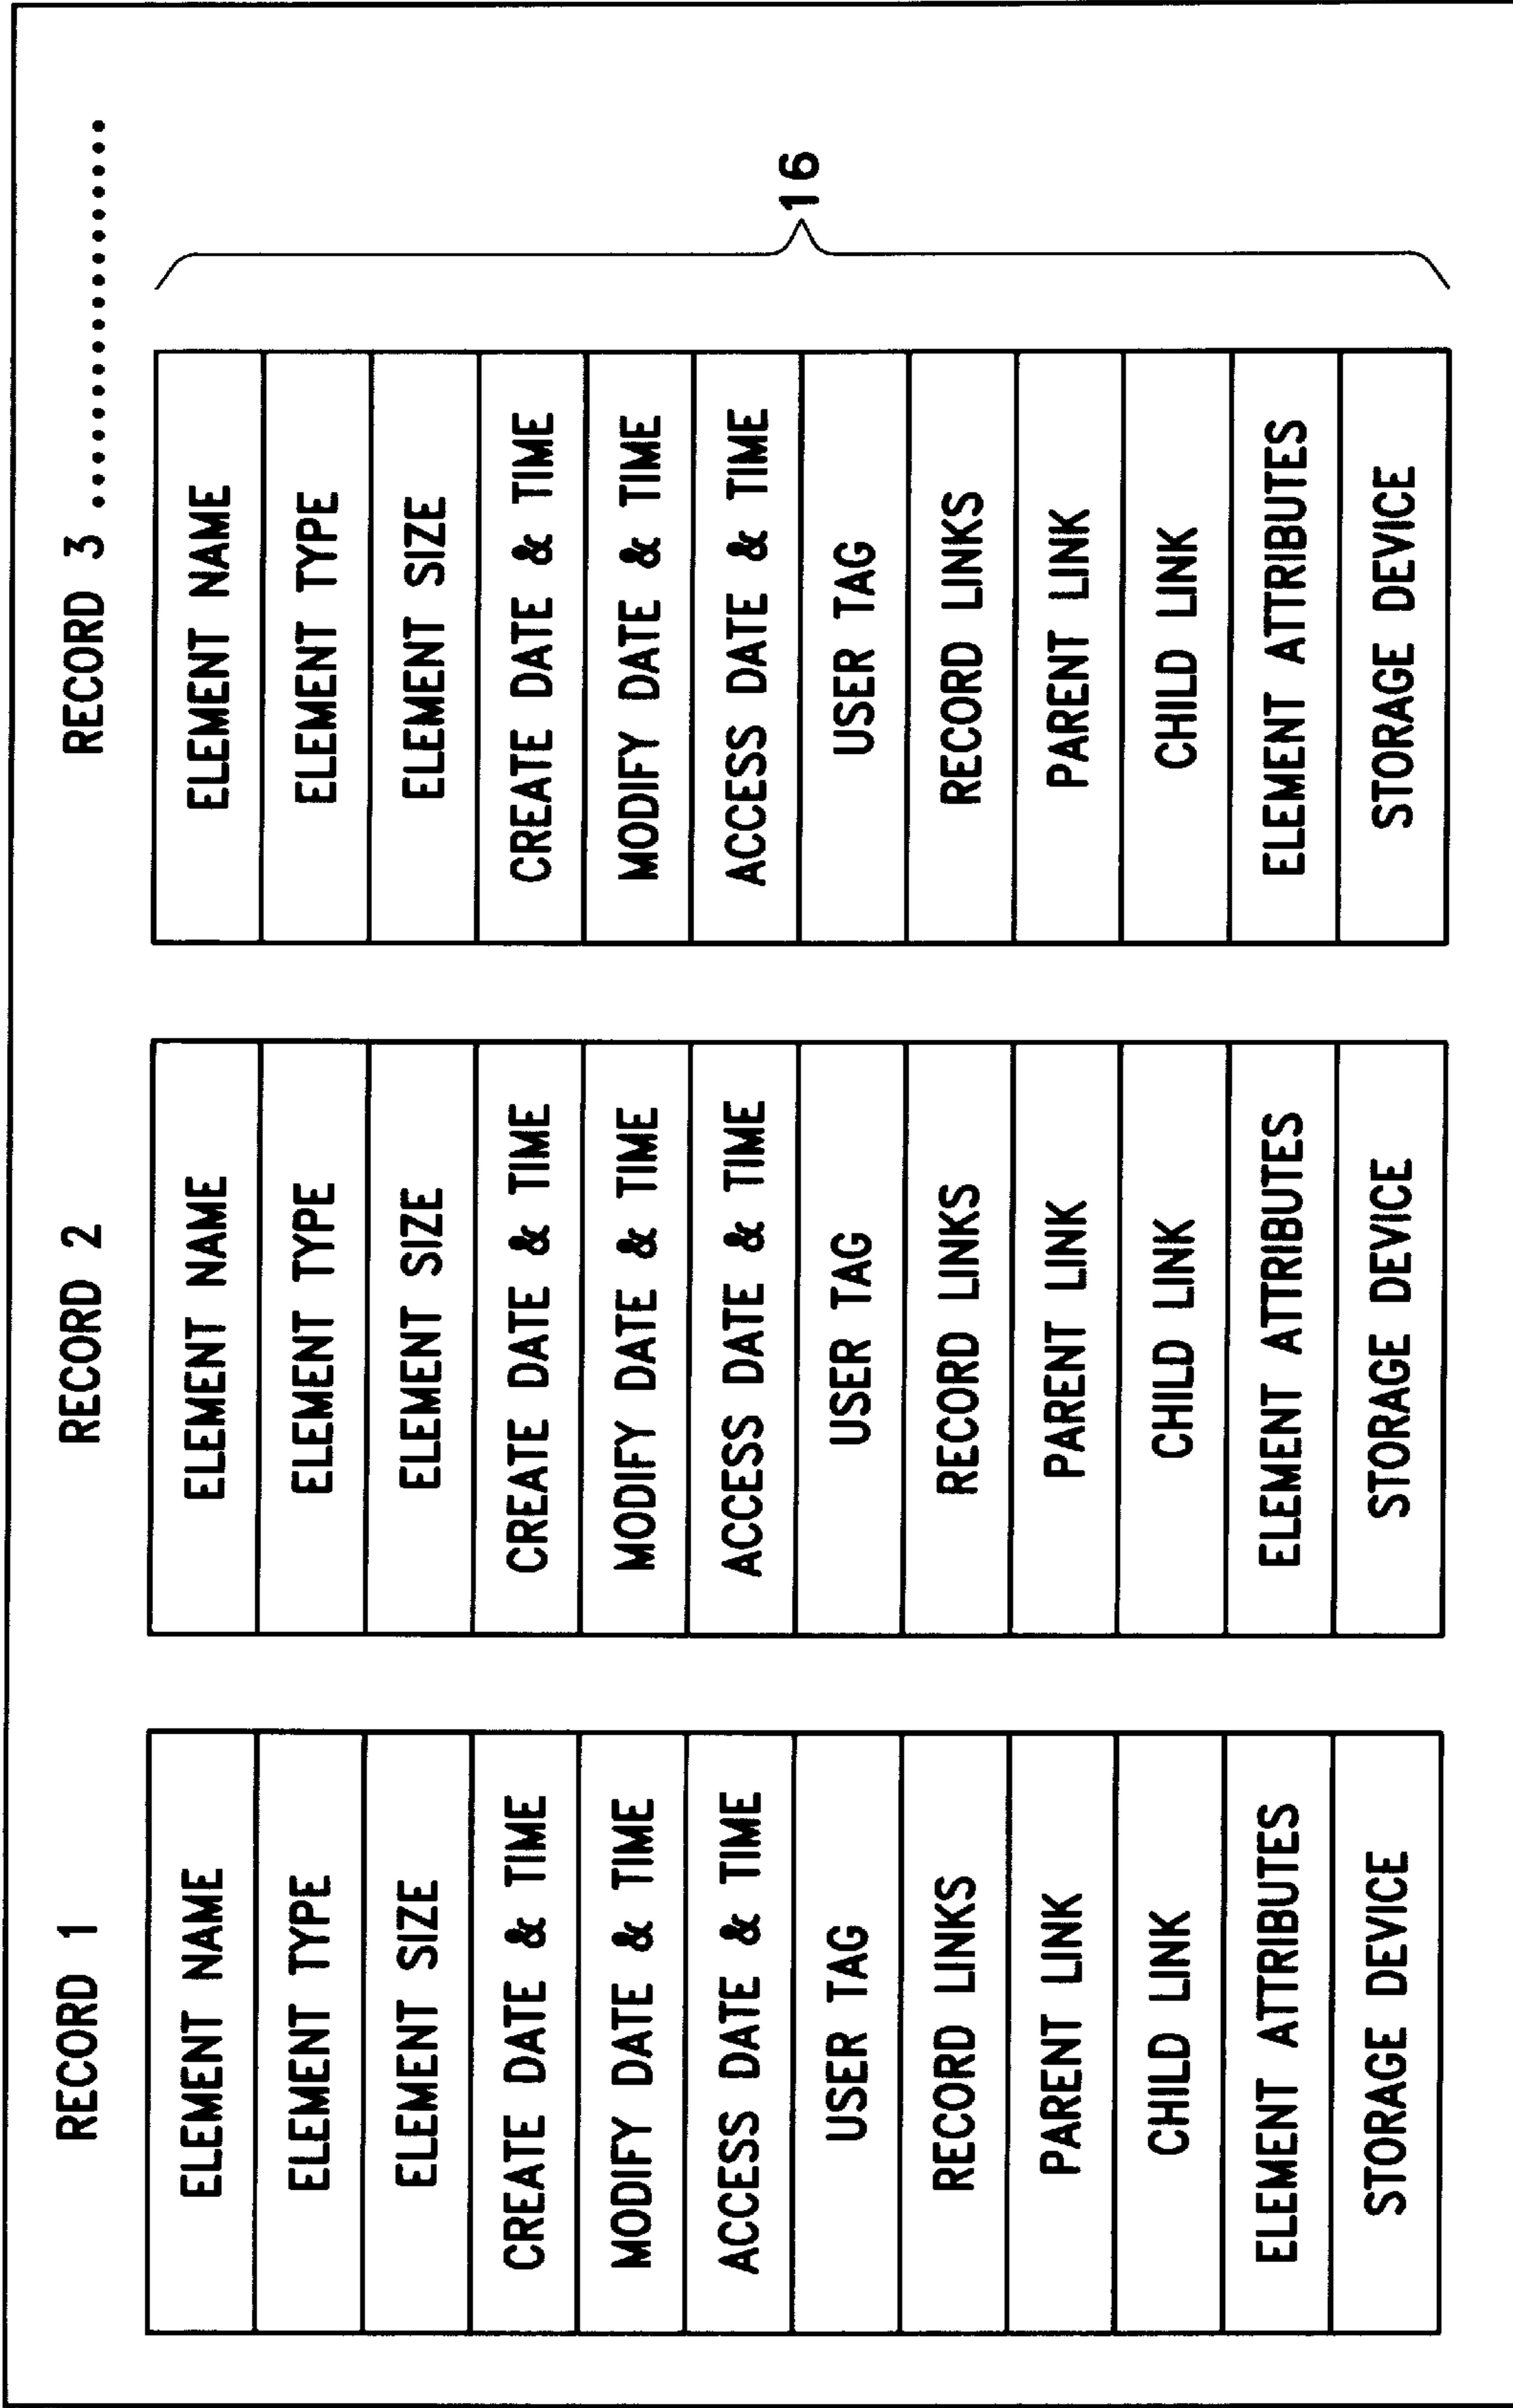 RECORD 1
ELEMENT NAME
ELEMENT TYPE
ELEMENT SIZE
CREATE DATE & TIME
MODIFY DATE & TIME
ACCESS DATE & TIME
USER TAG
RECORD LINKS
PARENT LINK
CHILD LINK
ELEMENT ATTRIBUTES
STORAGE DEVICE
RECORD 2
ELEMENT NAME
ELEMENT TYPE
ELEMENT SIZE
CREATE DATE & TIME
MODIFY DATE & TIME
ACCESS DATE & TIME
USER TAG
RECORD LINKS
PARENT LINK
CHILD LINK
ELEMENT ATTRIBUTES
STORAGE DEVICE
RECORD 3 ..................
ELEMENT NAME
ELEMENT TYPE
ELEMENT SIZE
CREATE DATE & TIME
MODIFY DATE & TIME
ACCESS DATE & TIME
USER TAG
RECORD LINKS
PARENT LINK
CHILD LINK
ELEMENT ATTRIBUTES
STORAGE DEVICE
16